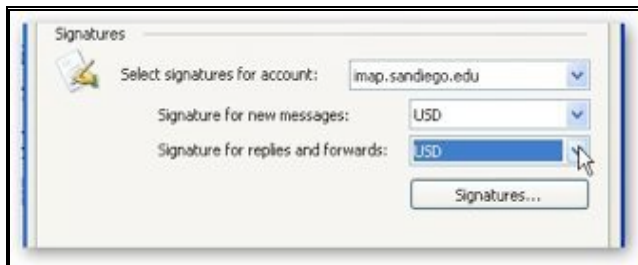 Signatures
Select signatures for account: imap.sandiego.edu
Signature for new messages: USD
Signature for replies and forwards: USD
Signatures...